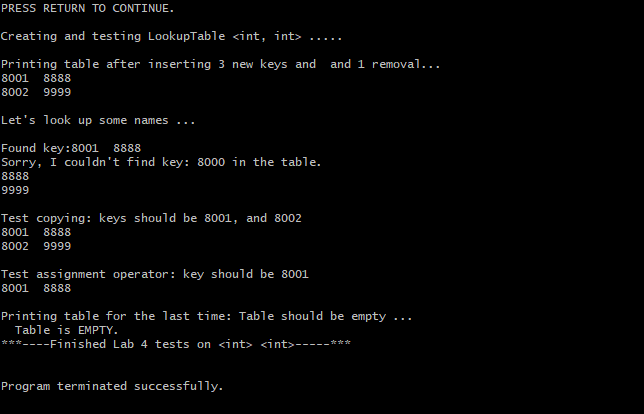 PRESS RETURN TO CONTINUE.
Creating and testing LookupTable <int, int> .....
Printing table after inserting 3 new keys and  and 1 removal...
8001  8888
8002  9999
Let's look up some names ...
Found key:8001  8888
Sorry, I couldn't find key: 8000 in the table.
8888
9999
Test copying: keys should be 8001, and 8002
8001  8888
8002  9999
Test assignment operator: key should be 8001
8001  8888
Printing table for the last time: Table should be empty ...
  Table is EMPTY.
***----Finished Lab 4 tests on <int> <int>-----***
Program terminated successfully.